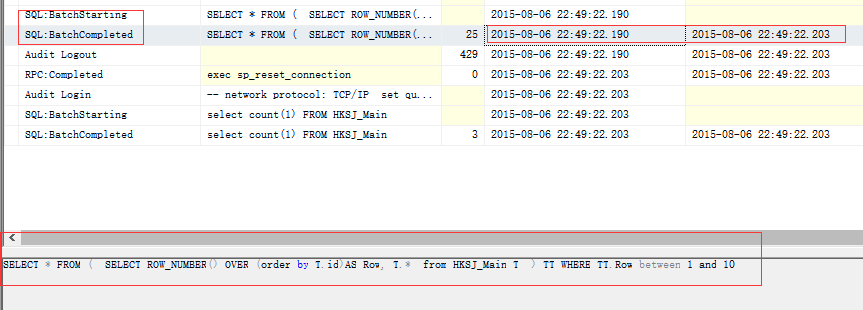 SQL:BatchStarting SELECT * FROM (  SELECT ROW_NUMBER(... 2015-08-06 22:49:22.190
SQL:BatchCompleted SELECT * FROM (  SELECT ROW_NUMBER(... 25 2015-08-06 22:49:22.190 2015-08-06 22:49:22.203
Audit Logout 429 2015-08-06 22:49:22.190 2015-08-06 22:49:22.203
RPC:Completed exec sp_reset_connection 0 2015-08-06 22:49:22.203 2015-08-06 22:49:22.203
Audit Login -- network protocol: TCP/IP  set qu... 2015-08-06 22:49:22.203
SQL:BatchStarting select count(1) FROM HKSJ_Main 2015-08-06 22:49:22.203
SQL:BatchCompleted select count(1) FROM HKSJ_Main 3 2015-08-06 22:49:22.203 2015-08-06 22:49:22.203
SELECT * FROM (  SELECT ROW_NUMBER() OVER (order by T.id)AS Row, T.*  from HKSJ_Main T  ) TT WHERE TT.Row between 1 and 10